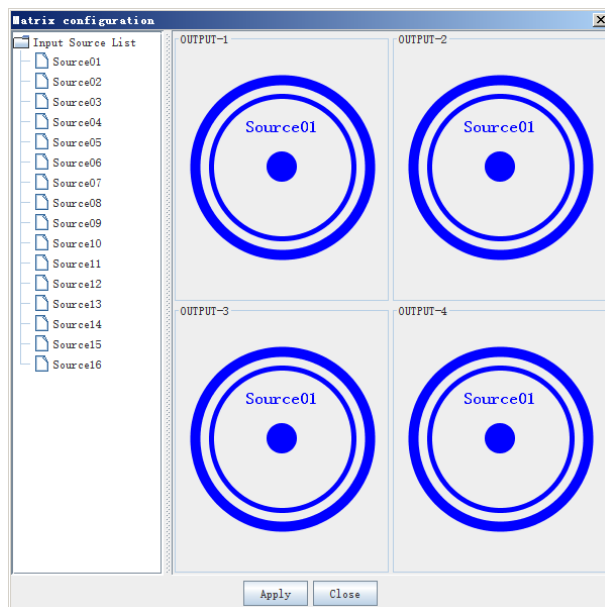 Matrix configuration
Input Source List
Source01
Source02
Source03
Source04
Source05
Source06
Source07
Source08
Source09
Source10
Source11
Source12
Source13
Source14
Source15
Source16
OUTPUT-1
Source01
OUTPUT-2
Source01
OUTPUT-3
Source01
OUTPUT-4
Source01
Apply
Close